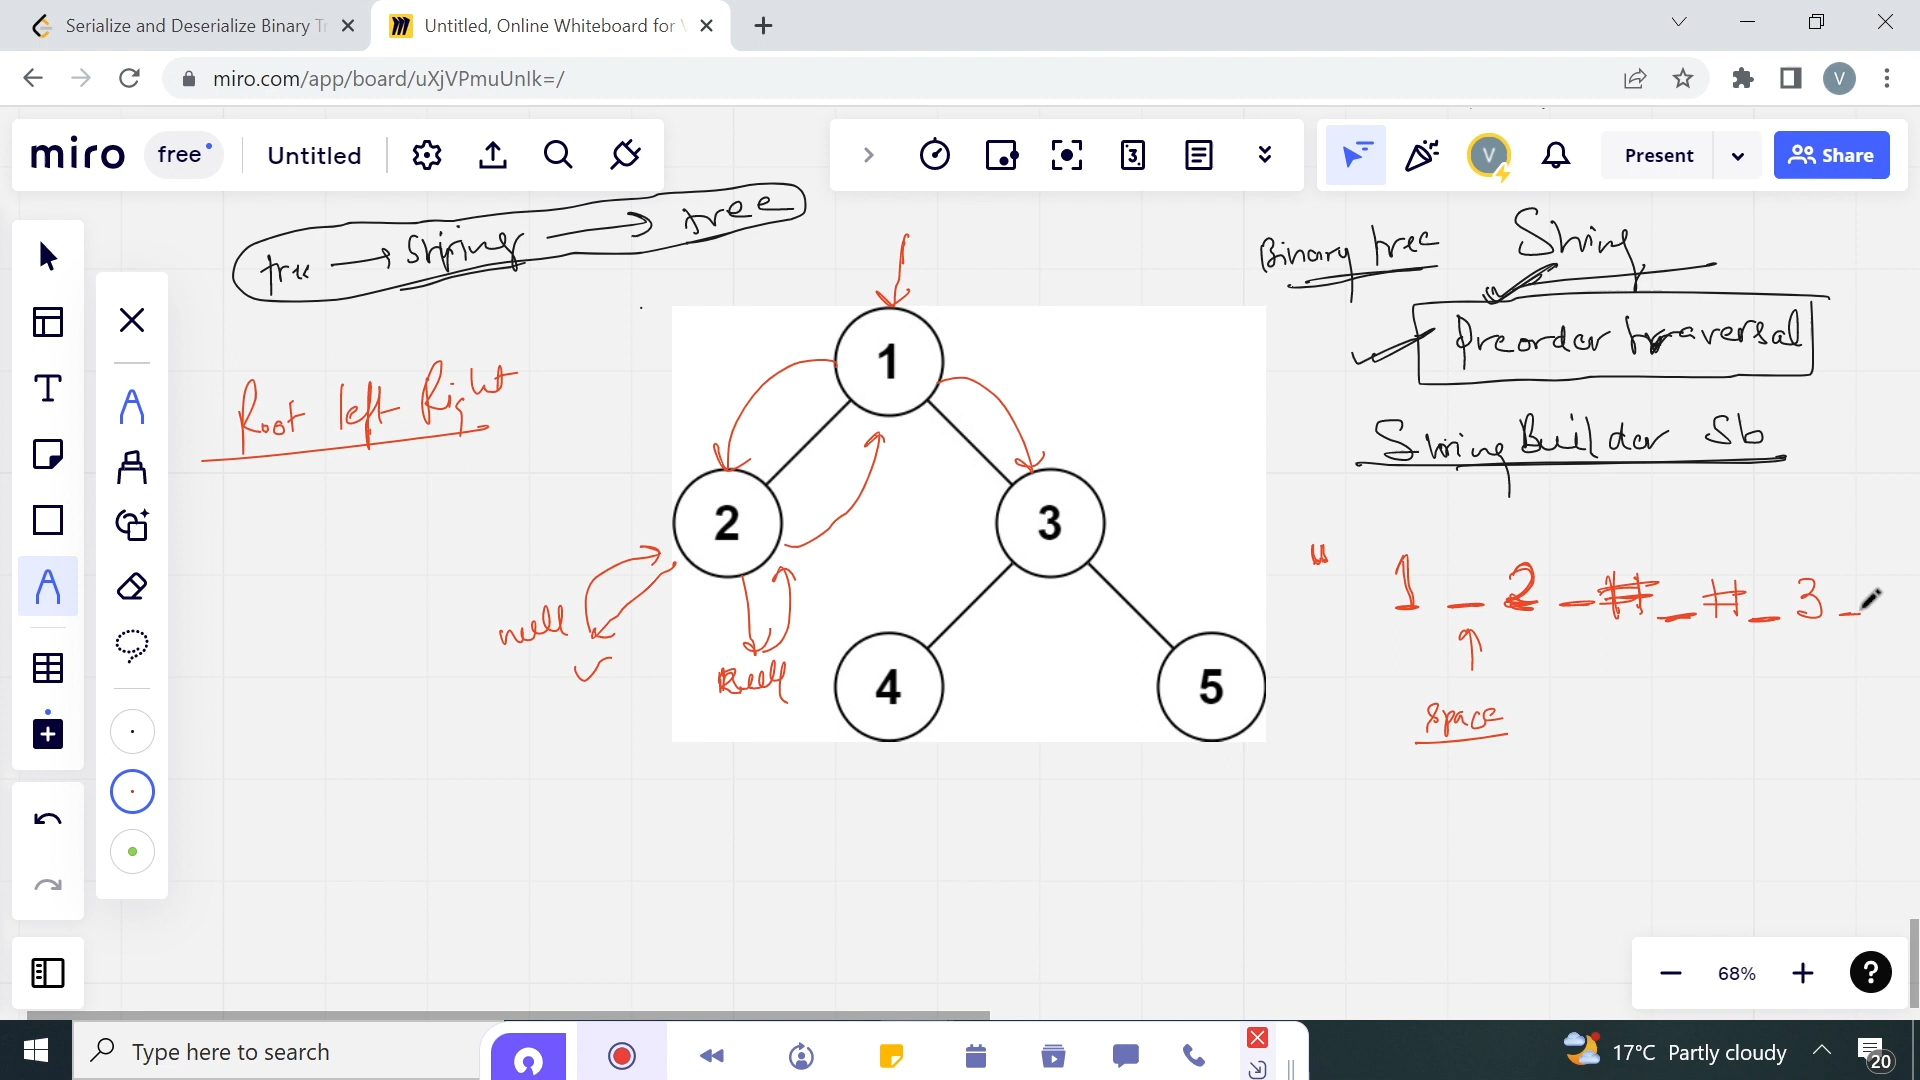 Serialize and Deserialize Binary Tr
Untitled, Online Whiteboard for V
miro.com/app/board/uXjVPmuUnlk=/
V
miro
free
Untitled
3
V
Present
Share
tree → string → tree
Binary tree
String
Preorder traversal
Root left Right
StringBuilder Sb
1
2
3
4
5
null
null
" 1 _ 2 _ # _ # _ 3 _
space
68%
?
Type here to search
17°C Partly cloudy
20